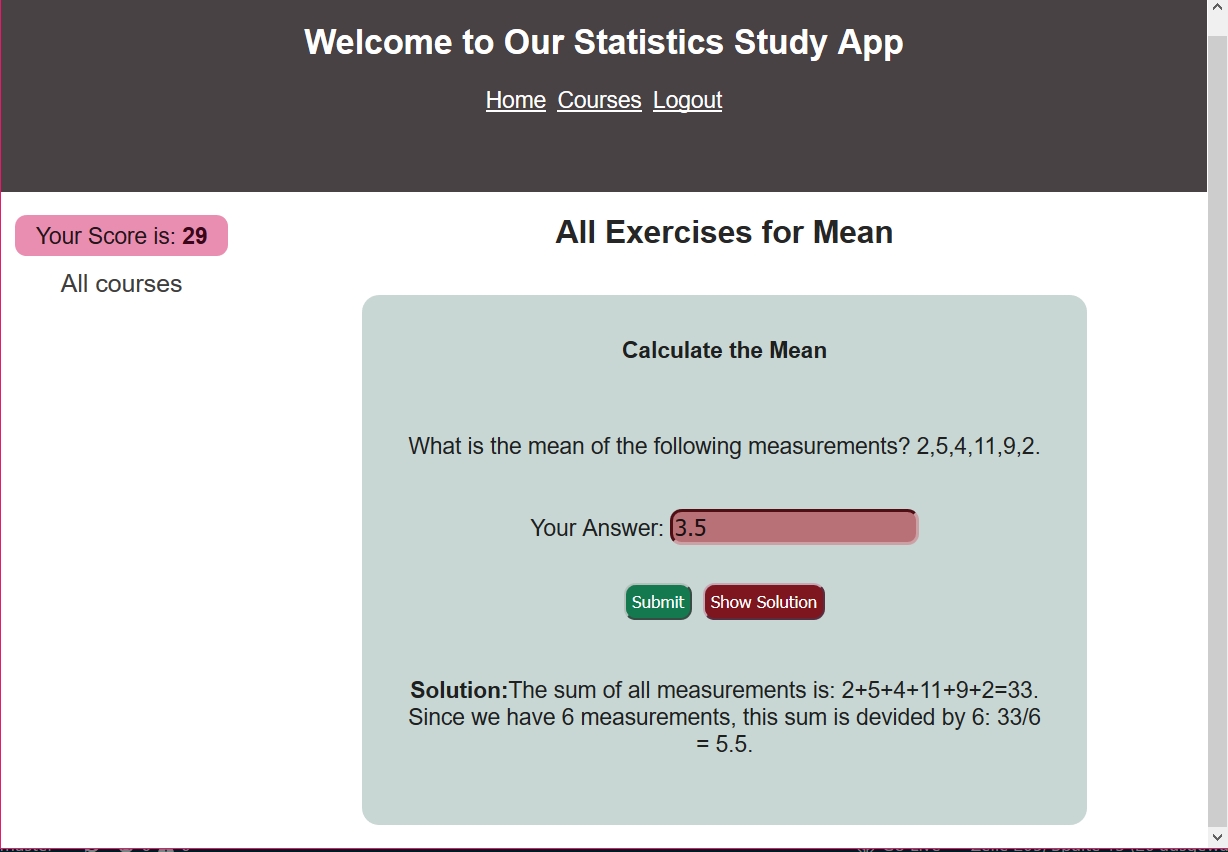 Welcome to Our Statistics Study App
Home Courses Logout
Your Score is: 29
All courses
All Exercises for Mean
Calculate the Mean
What is the mean of the following measurements? 2,5,4,11,9,2.
Your Answer: 3.5
Submit Show Solution
Solution:The sum of all measurements is: 2+5+4+11+9+2=33.
Since we have 6 measurements, this sum is devided by 6: 33/6
= 5.5.